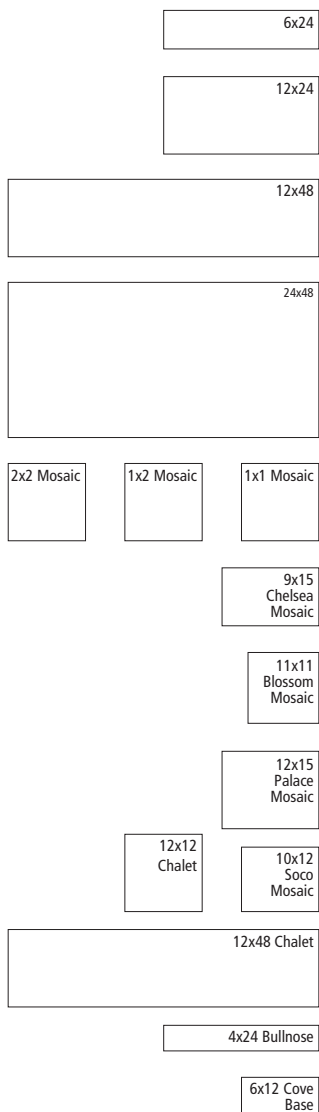 6x24
12x24
12x48
24x48
2x2 Mosaic
1x2 Mosaic
1x1 Mosaic
9x15
Chelsea
Mosaic
11x11
Blossom
Mosaic
12x15
Palace
Mosaic
12x12
Chalet
10x12
Soco
Mosaic
12x48 Chalet
4x24 Bullnose
6x12 Cove
Base